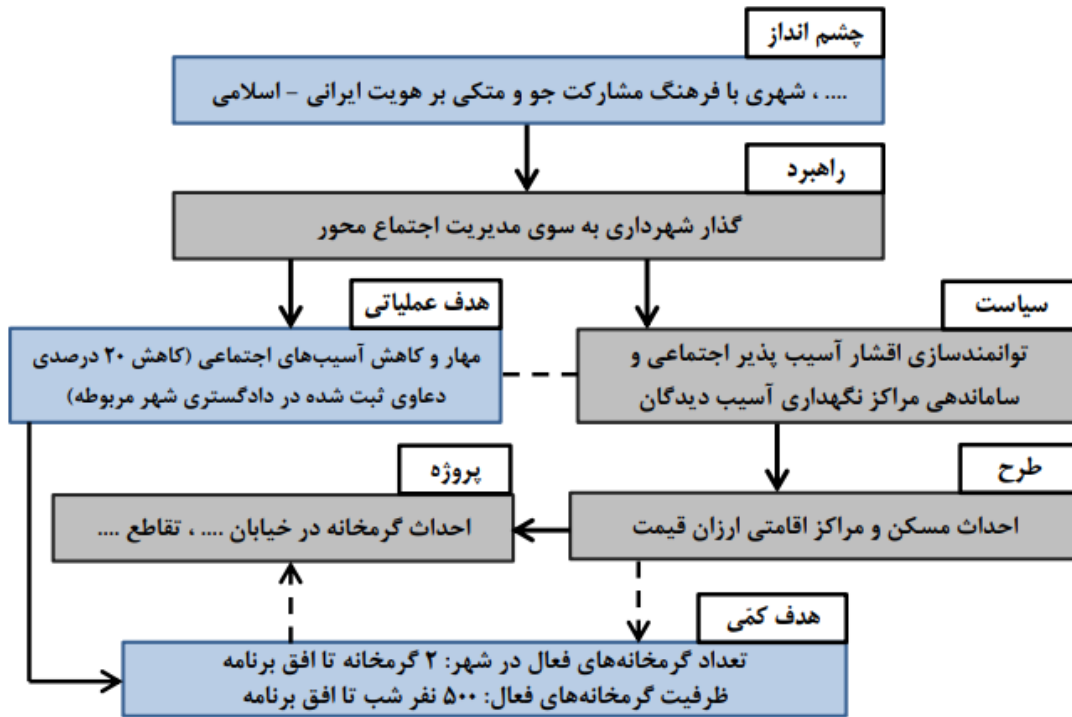 چشم انداز
.... ، شهری با فرهنگ مشارکت جو و متکی بر هویت ایرانی – اسلامی
راهبرد
گذار شهرداری به سوی مدیریت اجتماع محور
سیاست
توانمندسازی اقشار آسیب پذیر اجتماعی و
ساماندهی مراکز نگهداری آسیب دیدگان
هدف عملیاتی
مهار و کاهش آسیب‌های اجتماعی (کاهش ۲۰ درصدی
دعاوی ثبت شده در دادگستری شهر مربوطه)
طرح
احداث مسکن و مراکز اقامتی ارزان قیمت
پروژه
احداث گرمخانه در خیابان .... ، تقاطع ....
هدف کمّی
تعداد گرمخانه‌های فعال در شهر: ۲ گرمخانه تا افق برنامه
ظرفیت گرمخانه‌های فعال: ۵۰۰ نفر شب تا افق برنامه